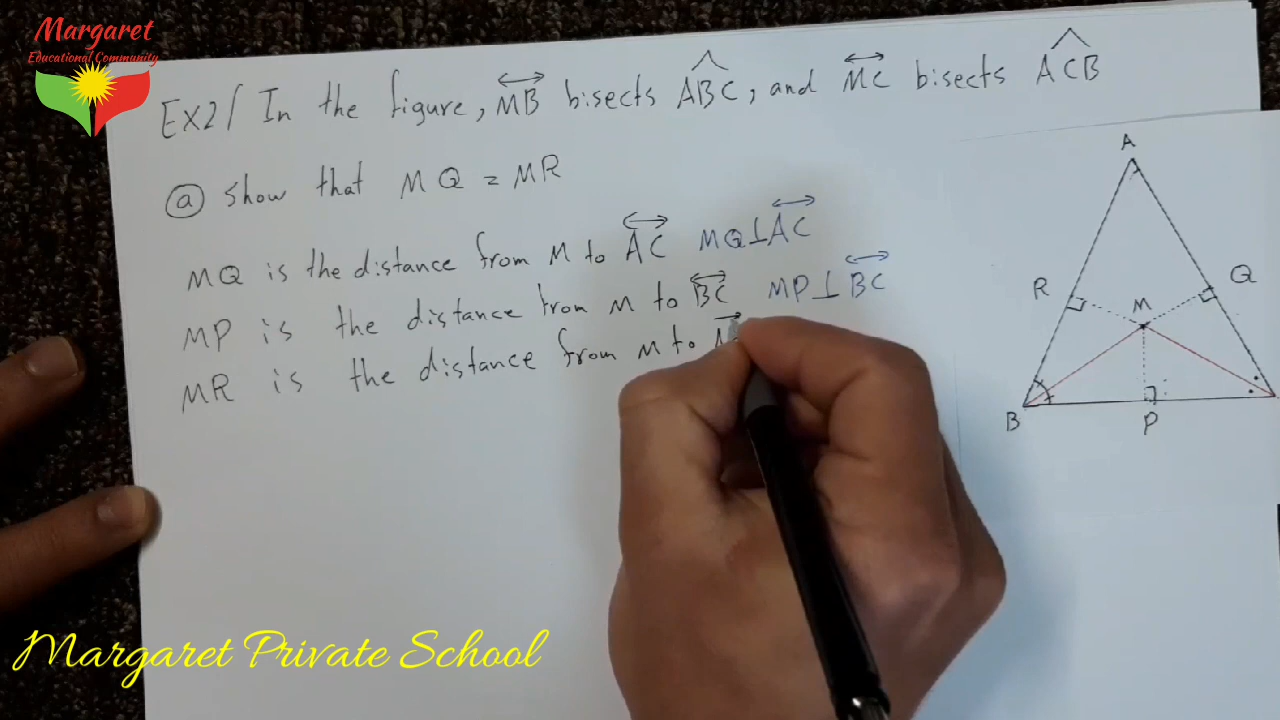 Margaret
Educational Community
Ex2/ In the figure, MB bisects ABC, and MC bisects ACB
a show that MQ = MR
MQ is the distance from M to AC MQ⊥AC
MP is the distance from M to BC MP⊥BC
MR is the distance from M to
A
R
M
Q
B
P
Margaret Private School